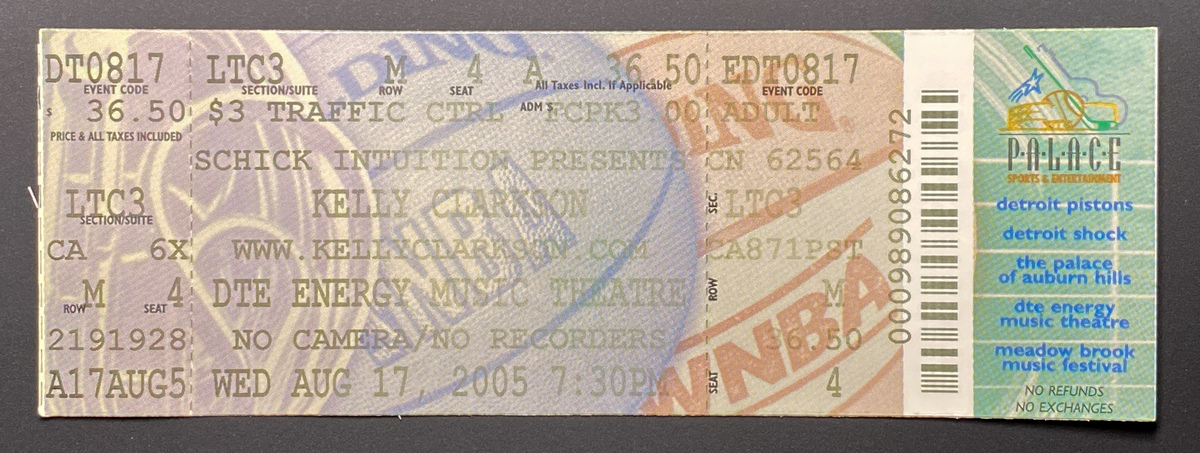 DT0817 LTC3 M 4 A 36.50 EDT0817
EVENT CODE SECTION/SUITE ROW SEAT All Taxes Incl. If Applicable EVENT CODE
$ 36.50 $3 TRAFFIC CTRL ADM $ FCPK3.00 ADULT
PRICE & ALL TAXES INCLUDED
SCHICK INTUITION PRESENTS CN 62564
LTC3 KELLY CLARKSON SEC. LTC3
SECTION/SUITE
CA 6X WWW.KELLYCLARKSON.COM CA871PST
M 4 DTE ENERGY MUSIC THEATRE ROW M
ROW SEAT
2191928 NO CAMERA/NO RECORDERS 36.50
A17AUG5 WED AUG 17, 2005 7:30PM SEAT 4
WNBA
WNBA
0000989086272
PALACE
SPORTS & ENTERTAINMENT
detroit pistons
detroit shock
the palace
of auburn hills
dte energy
music theatre
meadow brook
music festival
NO REFUNDS
NO EXCHANGES